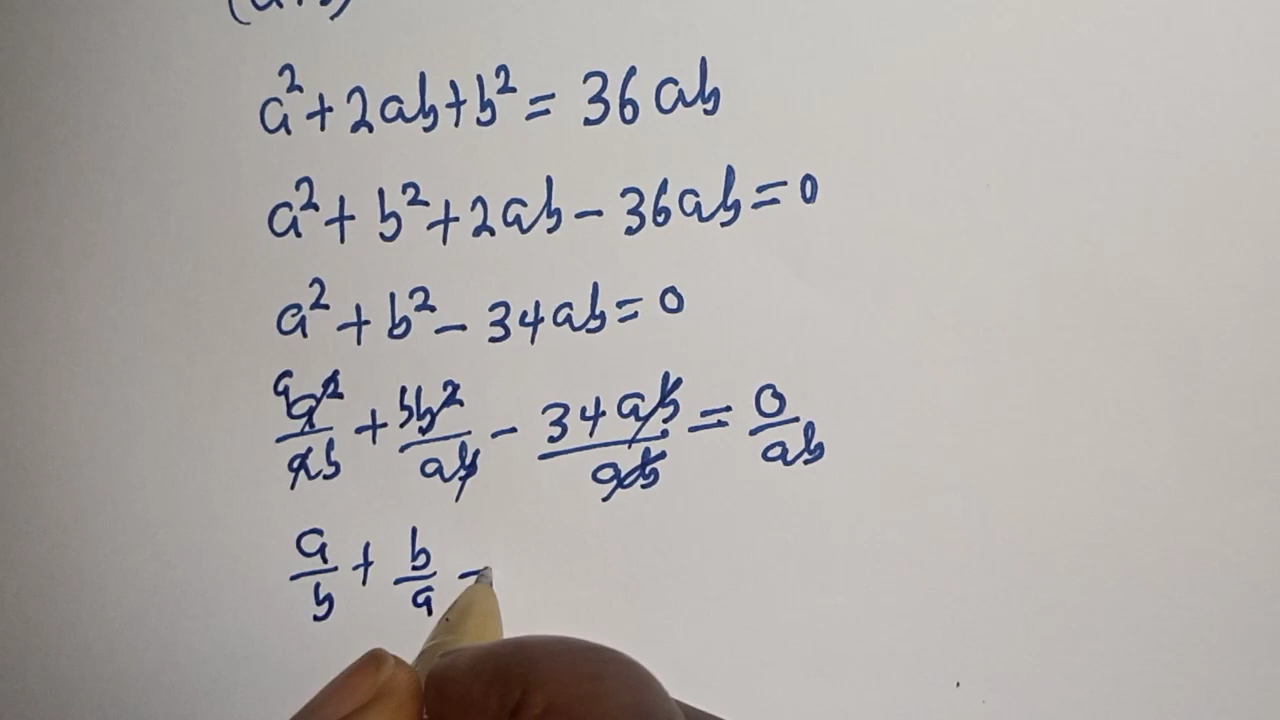 a²+2ab+b²=36ab
a²+b²+2ab-36ab=0
a²+b²-34ab=0
a a²/ab + b b²/ab - 34ab/ab = 0/ab
a/b + b/a -